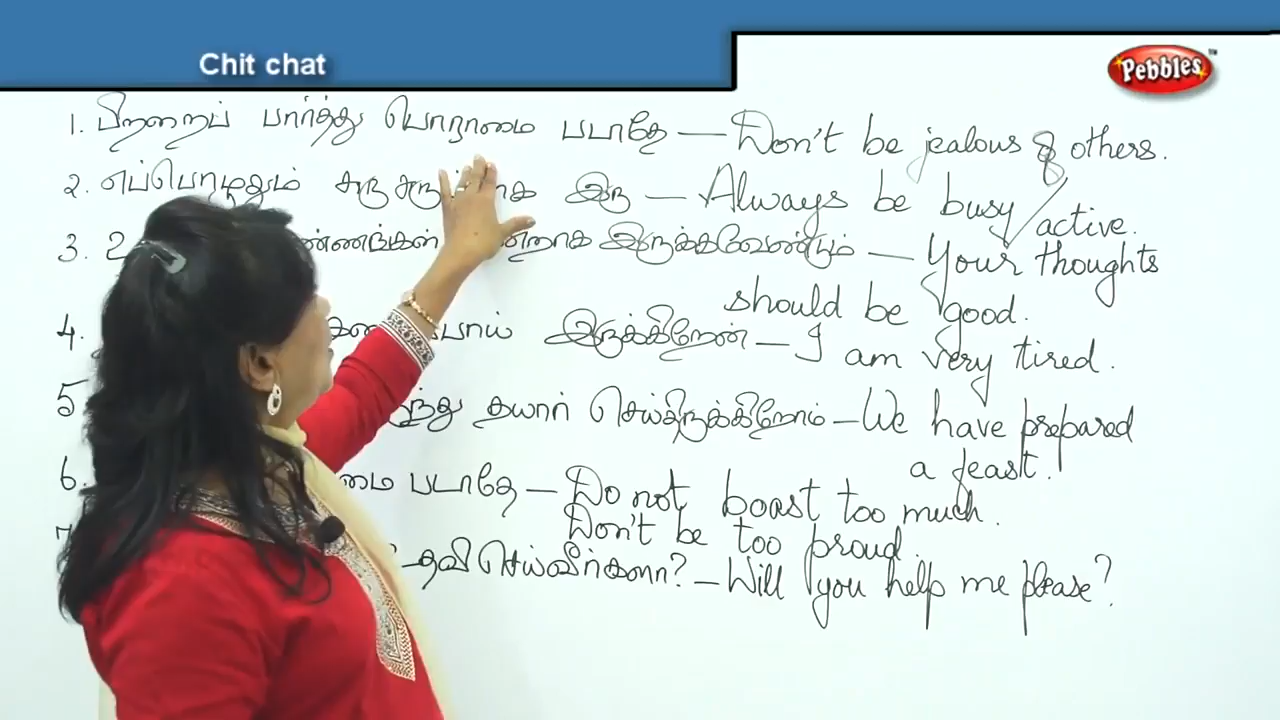 Chit chat
Pebbles™
1. பிறரைப் பார்த்து பொறாமை படாதே – Don't be jealous of others.
2. எப்பொழுதும் இரு – Always be busy / active.
3. இருக்கவேண்டும் – Your thoughts
should be good.
4. இருக்கிறேன் – I am very tired.
5 தயார் செய்திருக்கிறோம் – We have prepared
a feast.
6. படாதே – Do not boast too much.
Don't be too proud.
7. செய்வீர்களா? – Will you help me please?